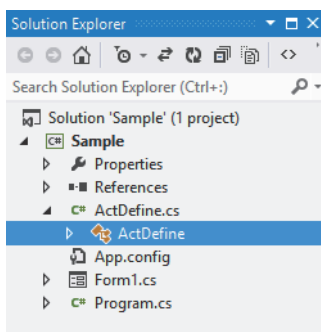 Solution Explorer
Search Solution Explorer (Ctrl+:)
Solution 'Sample' (1 project)
C# Sample
Properties
References
C# ActDefine.cs
ActDefine
App.config
Form1.cs
C# Program.cs